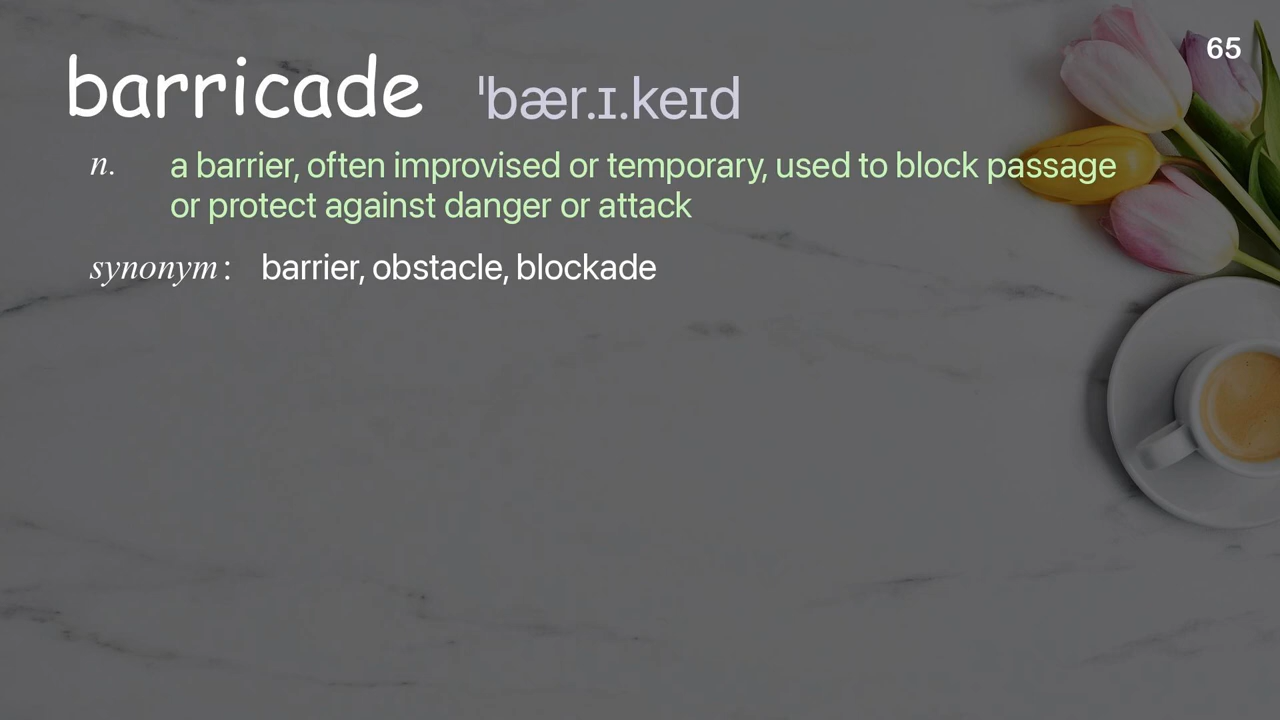 65
barricade ˈbær.ɪ.keɪd
n. a barrier, often improvised or temporary, used to block passage
or protect against danger or attack
synonym: barrier, obstacle, blockade